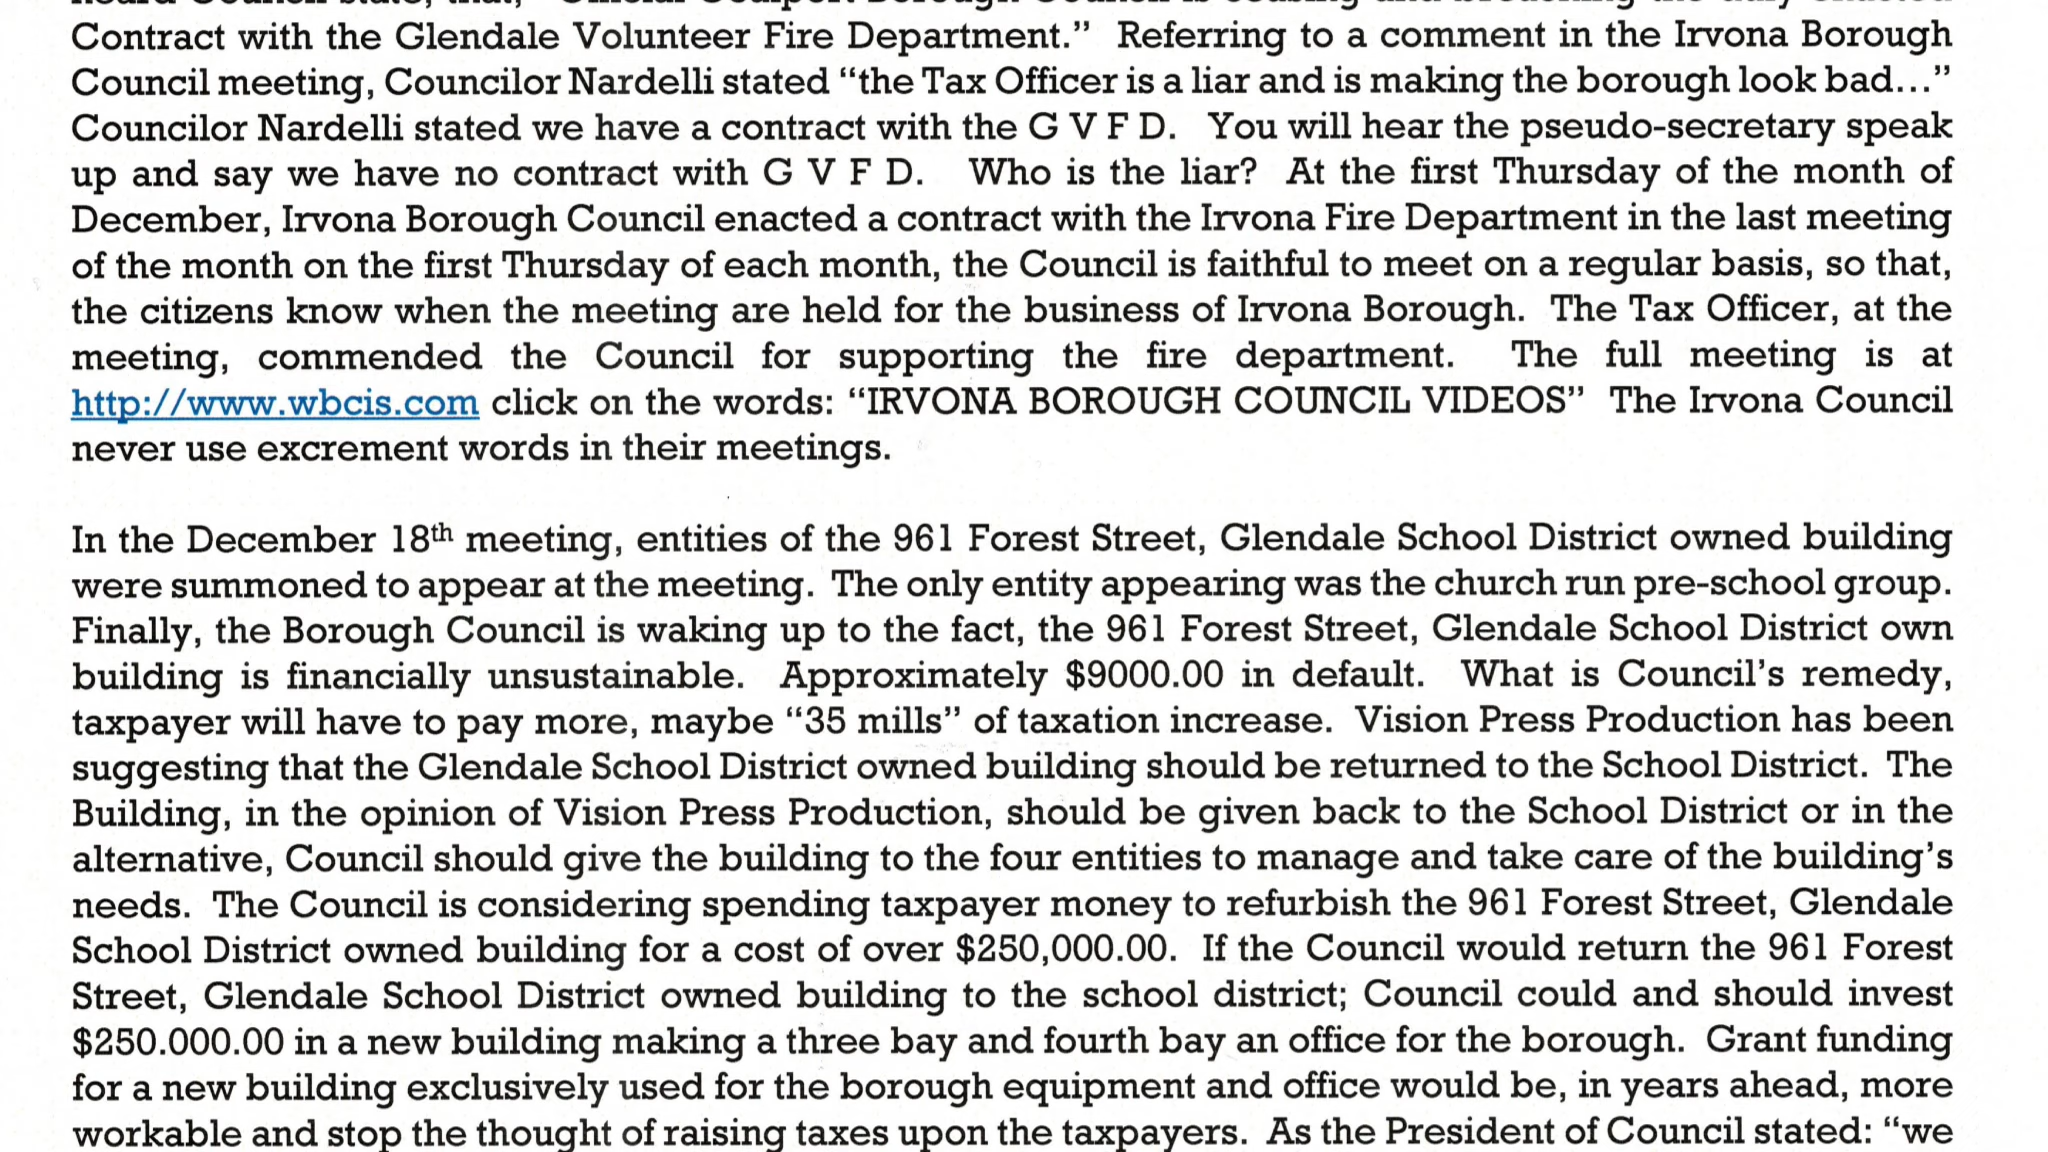 Contract with the Glendale Volunteer Fire Department.”  Referring to a comment in the Irvona Borough
Council meeting, Councilor Nardelli stated “the Tax Officer is a liar and is making the borough look bad…”
Councilor Nardelli stated we have a contract with the G V F D.   You will hear the pseudo-secretary speak
up and say we have no contract with G V F D.   Who is the liar?  At the first Thursday of the month of
December, Irvona Borough Council enacted a contract with the Irvona Fire Department in the last meeting
of the month on the first Thursday of each month, the Council is faithful to meet on a regular basis, so that,
the citizens know when the meeting are held for the business of Irvona Borough.  The Tax Officer, at the
meeting, commended the Council for supporting the fire department.   The full meeting is at
http://www.wbcis.com click on the words: “IRVONA BOROUGH COUNCIL VIDEOS”  The Irvona Council
never use excrement words in their meetings.
In the December 18th meeting, entities of the 961 Forest Street, Glendale School District owned building
were summoned to appear at the meeting.  The only entity appearing was the church run pre-school group.
Finally, the Borough Council is waking up to the fact, the 961 Forest Street, Glendale School District own
building is financially unsustainable.   Approximately $9000.00 in default.   What is Council’s remedy,
taxpayer will have to pay more, maybe “35 mills” of taxation increase.  Vision Press Production has been
suggesting that the Glendale School District owned building should be returned to the School District.  The
Building, in the opinion of Vision Press Production, should be given back to the School District or in the
alternative, Council should give the building to the four entities to manage and take care of the building’s
needs.  The Council is considering spending taxpayer money to refurbish the 961 Forest Street, Glendale
School District owned building for a cost of over $250,000.00.  If the Council would return the 961 Forest
Street, Glendale School District owned building to the school district; Council could and should invest
$250.000.00 in a new building making a three bay and fourth bay an office for the borough.  Grant funding
for a new building exclusively used for the borough equipment and office would be, in years ahead, more
workable and stop the thought of raising taxes upon the taxpayers.  As the President of Council stated: “we